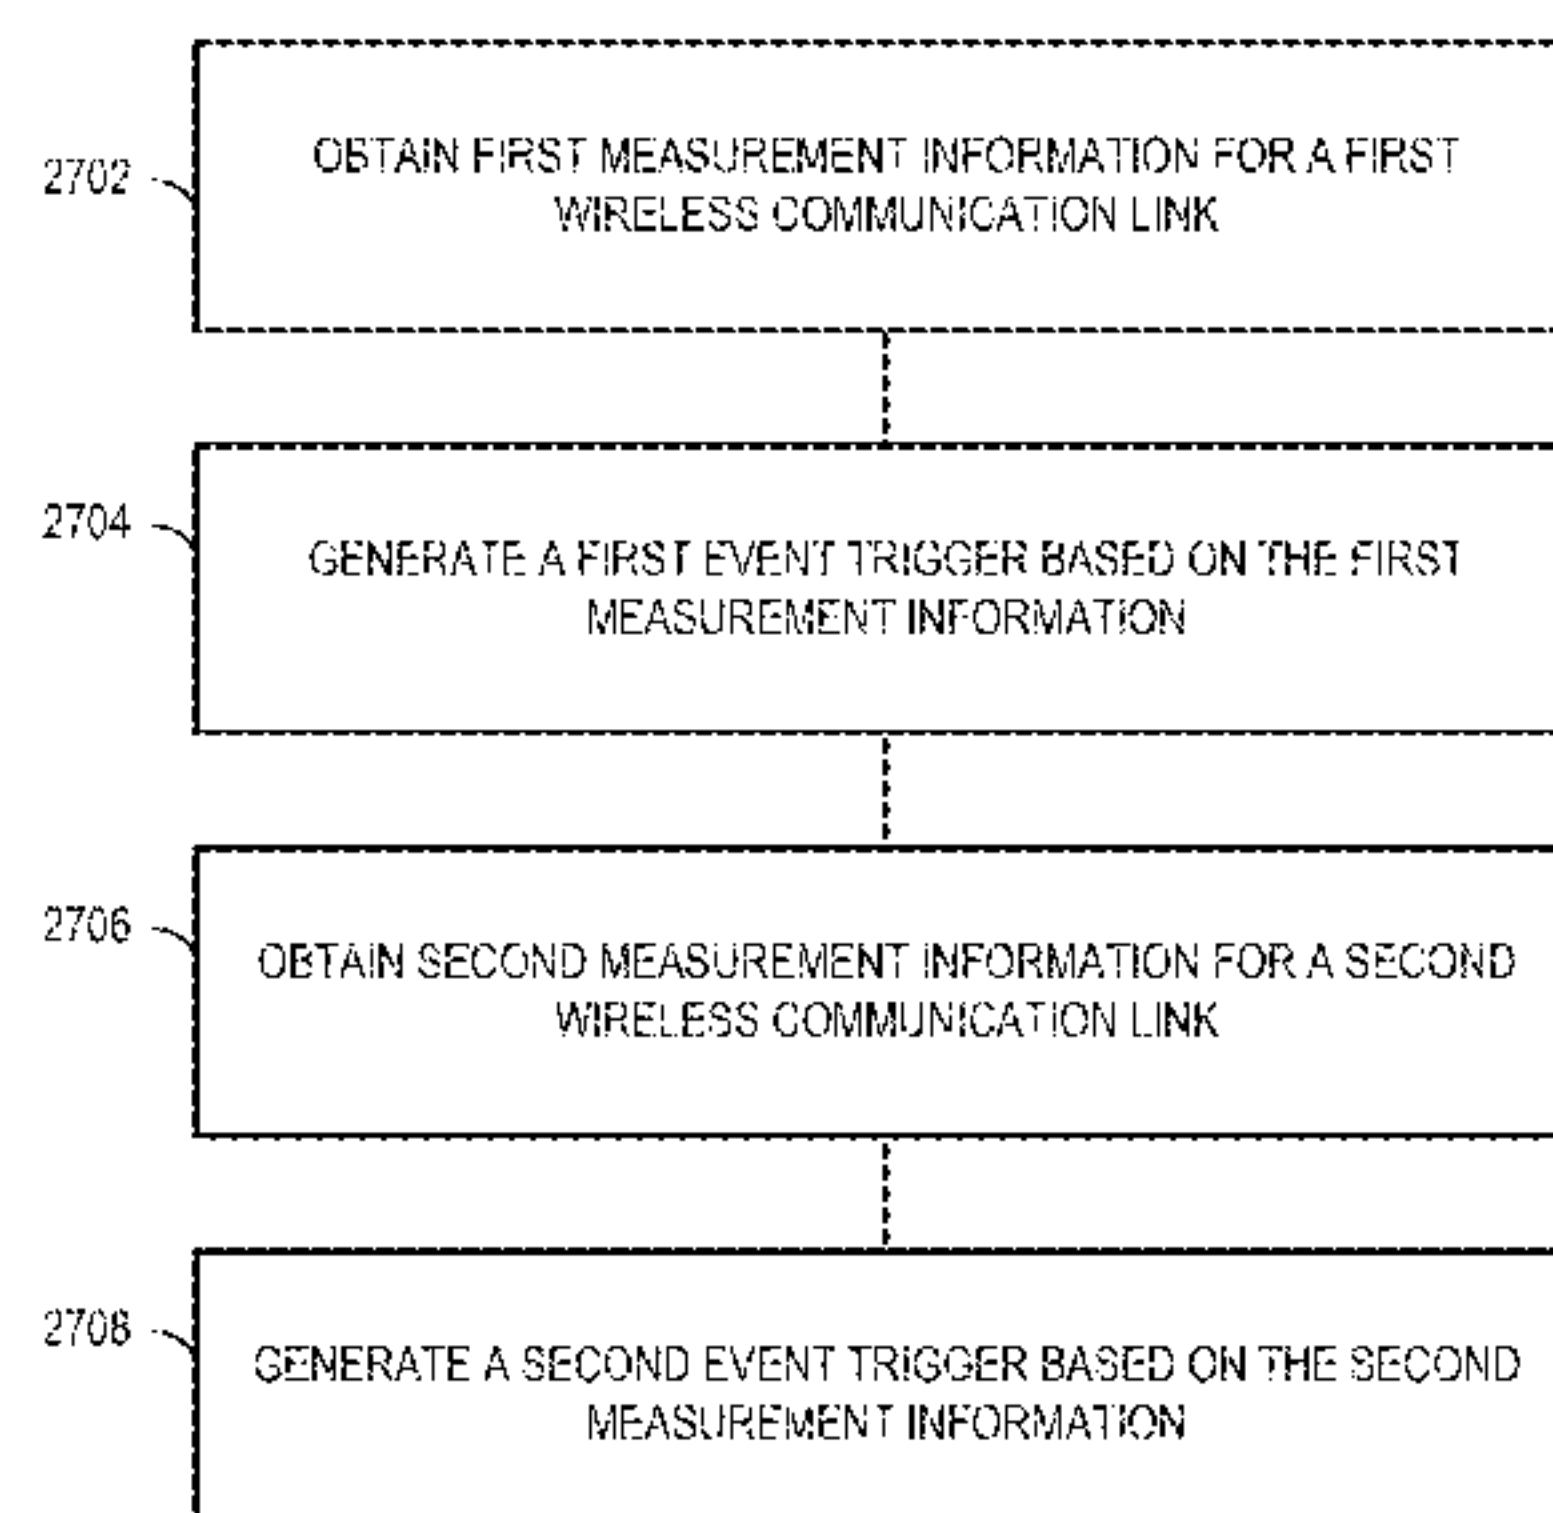 2702
OBTAIN FIRST MEASUREMENT INFORMATION FOR A FIRST
WIRELESS COMMUNICATION LINK
2704
GENERATE A FIRST EVENT TRIGGER BASED ON THE FIRST
MEASUREMENT INFORMATION
2706
OBTAIN SECOND MEASUREMENT INFORMATION FOR A SECOND
WIRELESS COMMUNICATION LINK
2708
GENERATE A SECOND EVENT TRIGGER BASED ON THE SECOND
MEASUREMENT INFORMATION